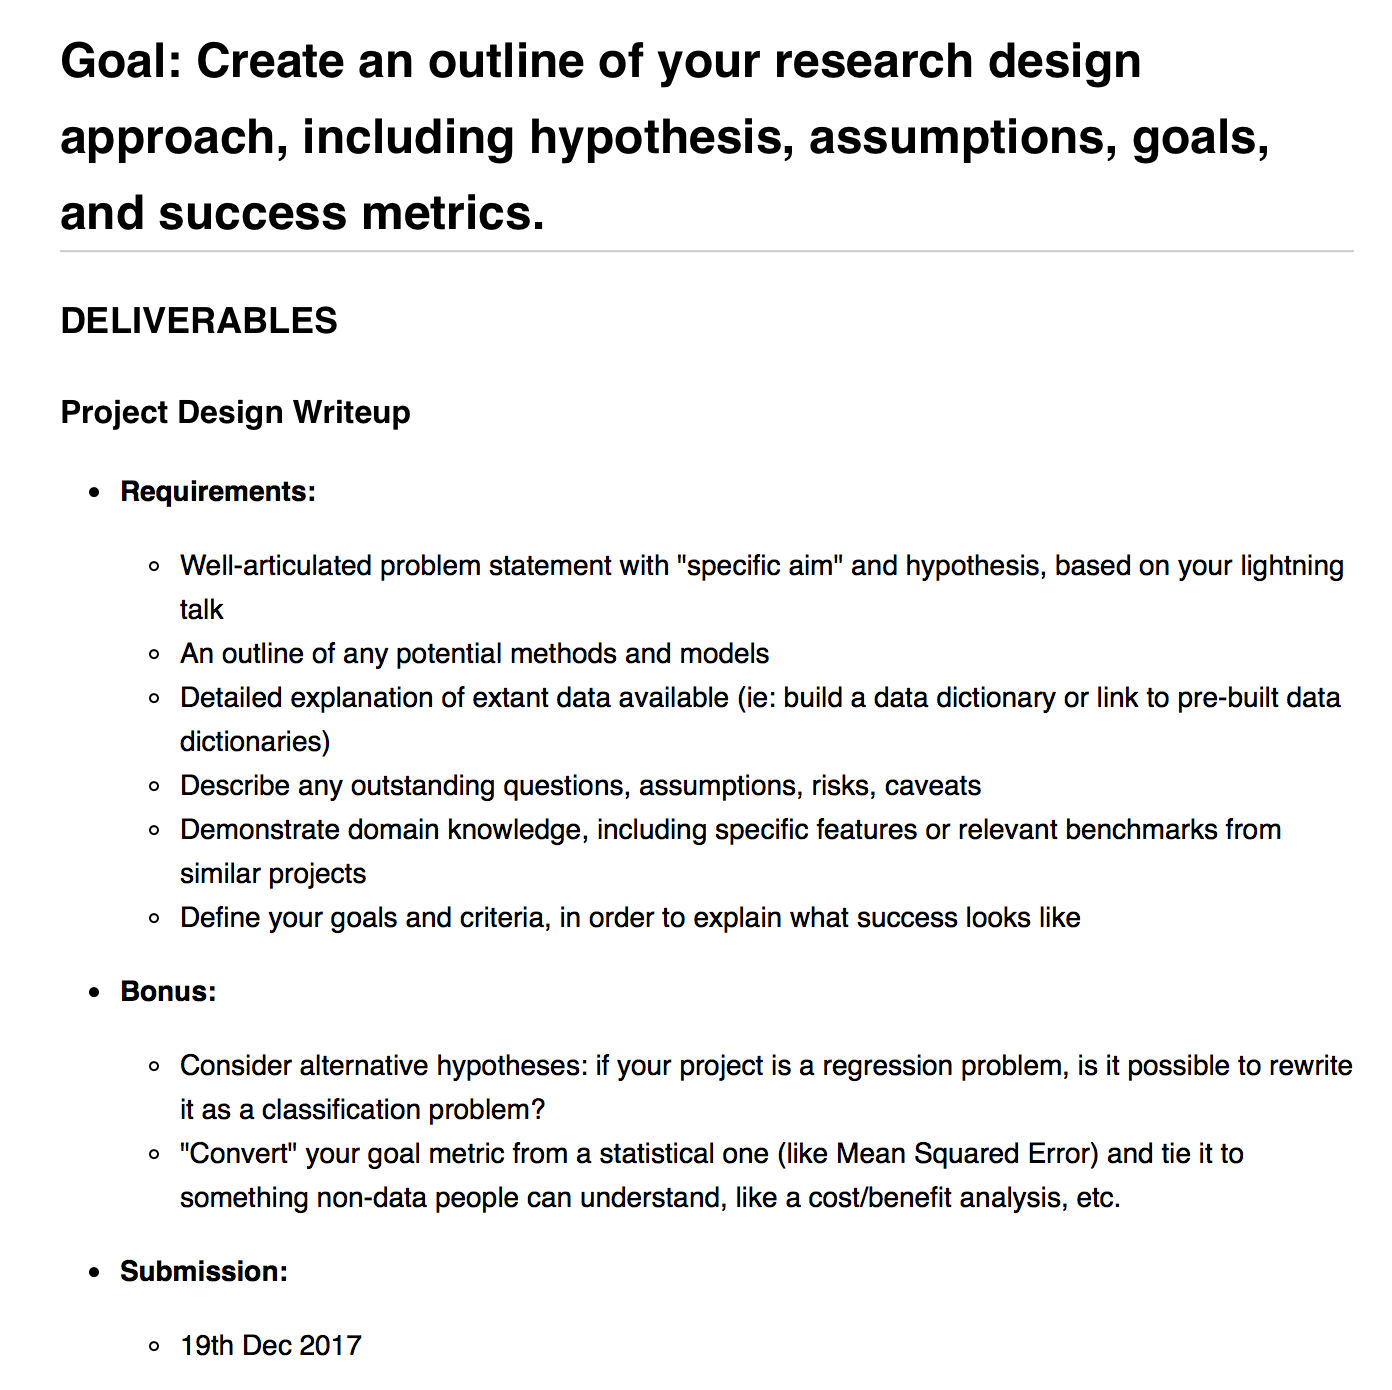 Goal: Create an outline of your research design
approach, including hypothesis, assumptions, goals,
and success metrics.
DELIVERABLES
Project Design Writeup
Requirements:
Well-articulated problem statement with "specific aim" and hypothesis, based on your lightning
talk
An outline of any potential methods and models
Detailed explanation of extant data available (ie: build a data dictionary or link to pre-built data
dictionaries)
Describe any outstanding questions, assumptions, risks, caveats
Demonstrate domain knowledge, including specific features or relevant benchmarks from
similar projects
Define your goals and criteria, in order to explain what success looks like
Bonus:
Consider alternative hypotheses: if your project is a regression problem, is it possible to rewrite
it as a classification problem?
"Convert" your goal metric from a statistical one (like Mean Squared Error) and tie it to
something non-data people can understand, like a cost/benefit analysis, etc.
Submission:
19th Dec 2017